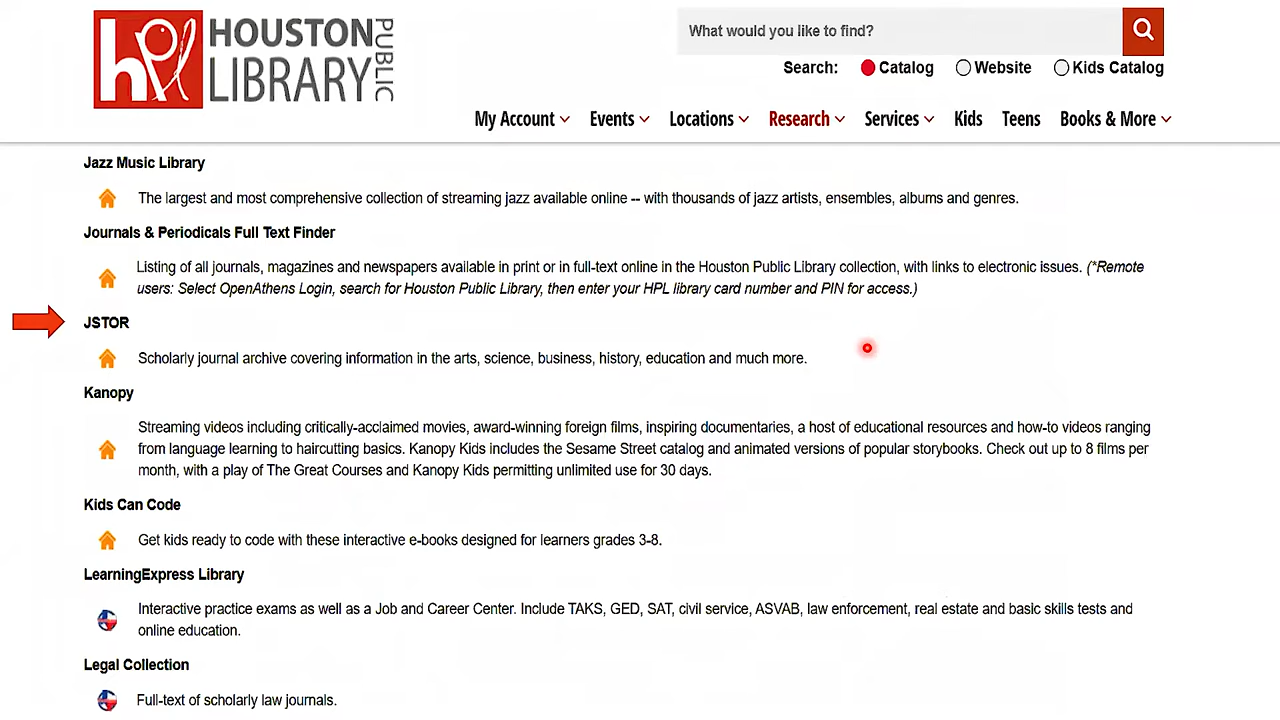 hpl HOUSTON PUBLIC
LIBRARY
What would you like to find?
Search: Catalog Website Kids Catalog
My Account Events Locations Research Services Kids Teens Books & More
Jazz Music Library
The largest and most comprehensive collection of streaming jazz available online -- with thousands of jazz artists, ensembles, albums and genres.
Journals & Periodicals Full Text Finder
Listing of all journals, magazines and newspapers available in print or in full-text online in the Houston Public Library collection, with links to electronic issues. (*Remote
users: Select OpenAthens Login, search for Houston Public Library, then enter your HPL library card number and PIN for access.)
JSTOR
Scholarly journal archive covering information in the arts, science, business, history, education and much more.
Kanopy
Streaming videos including critically-acclaimed movies, award-winning foreign films, inspiring documentaries, a host of educational resources and how-to videos ranging
from language learning to haircutting basics. Kanopy Kids includes the Sesame Street catalog and animated versions of popular storybooks. Check out up to 8 films per
month, with a play of The Great Courses and Kanopy Kids permitting unlimited use for 30 days.
Kids Can Code
Get kids ready to code with these interactive e-books designed for learners grades 3-8.
LearningExpress Library
Interactive practice exams as well as a Job and Career Center. Include TAKS, GED, SAT, civil service, ASVAB, law enforcement, real estate and basic skills tests and
online education.
Legal Collection
Full-text of scholarly law journals.